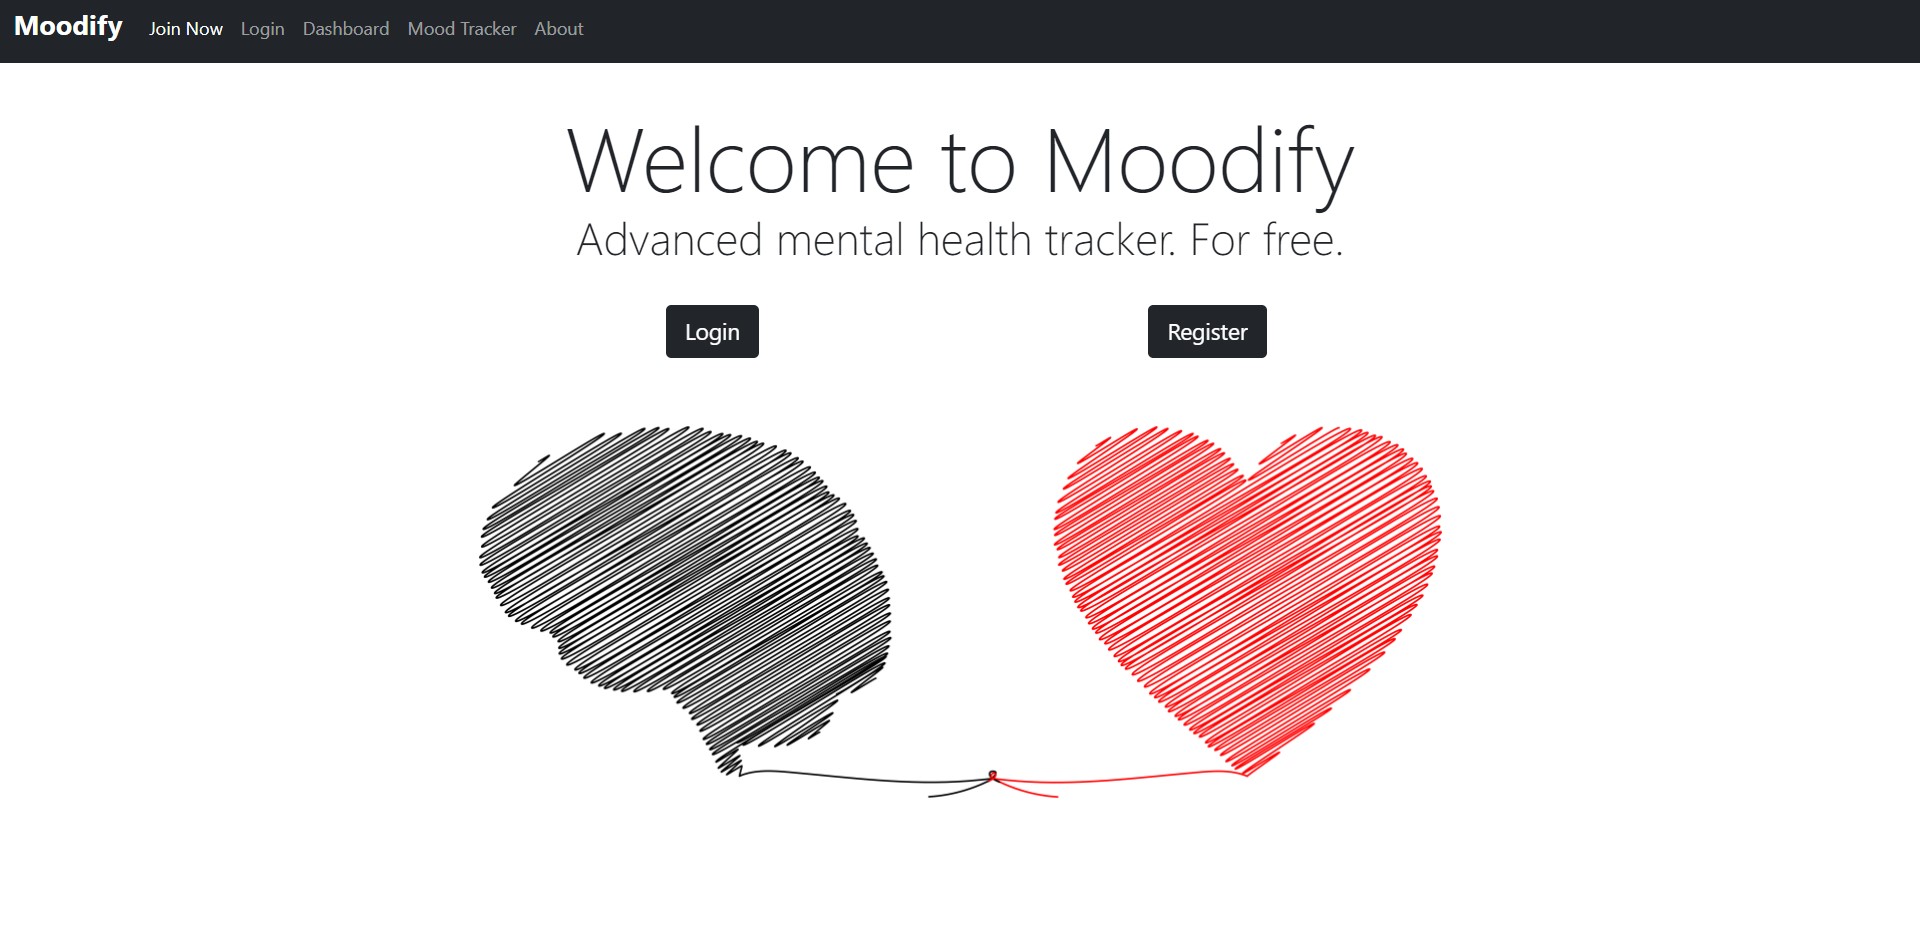 Moodify Join Now Login Dashboard Mood Tracker About
Welcome to Moodify
Advanced mental health tracker. For free.
Login Register